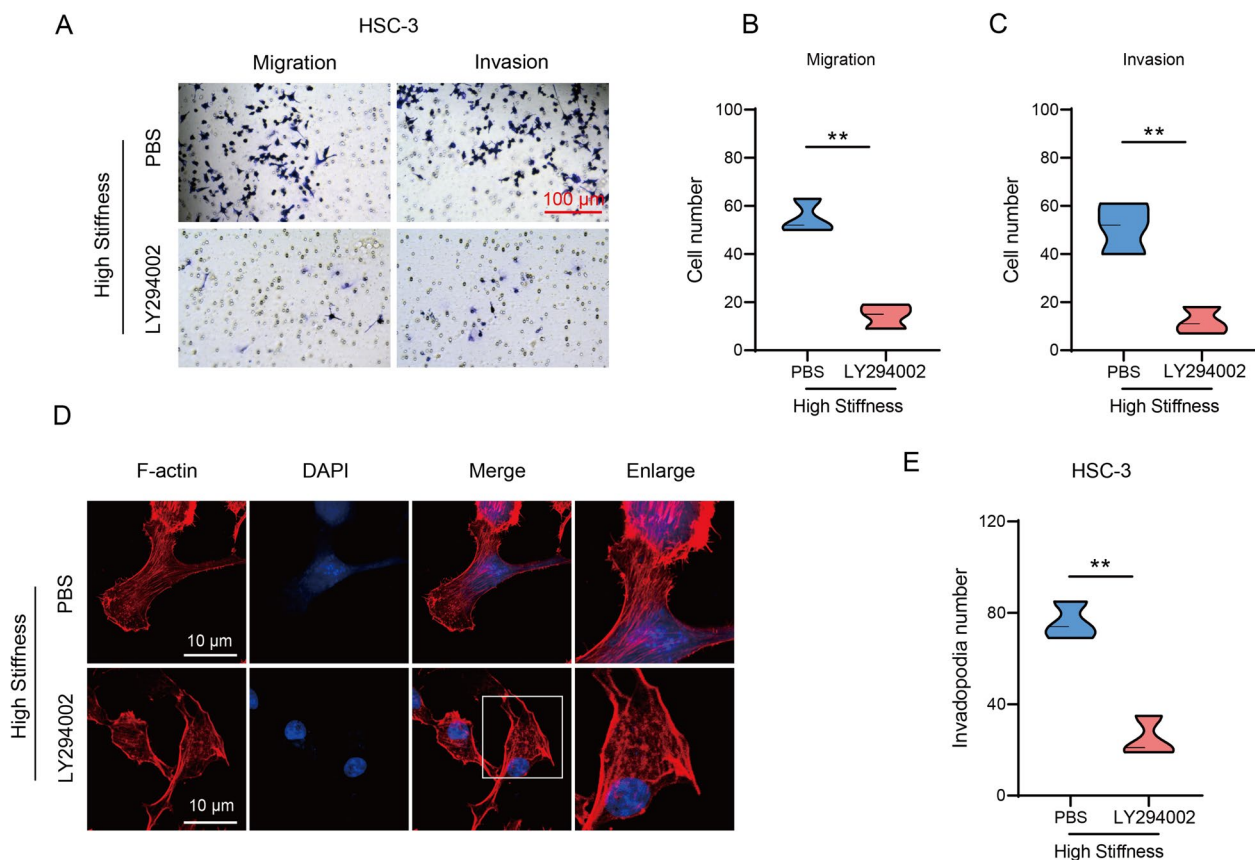 A
HSC-3
Migration
Invasion
High Stiffness
PBS
LY294002
100 μm
B
Migration
Cell number
100
80
60
40
20
0
**
PBS
LY294002
High Stiffness
C
Invasion
Cell number
100
80
60
40
20
0
**
PBS
LY294002
High Stiffness
D
F-actin
DAPI
Merge
Enlarge
High Stiffness
PBS
LY294002
10 μm
10 μm
E
HSC-3
Invadopodia number
120
80
40
0
**
PBS
LY294002
High Stiffness